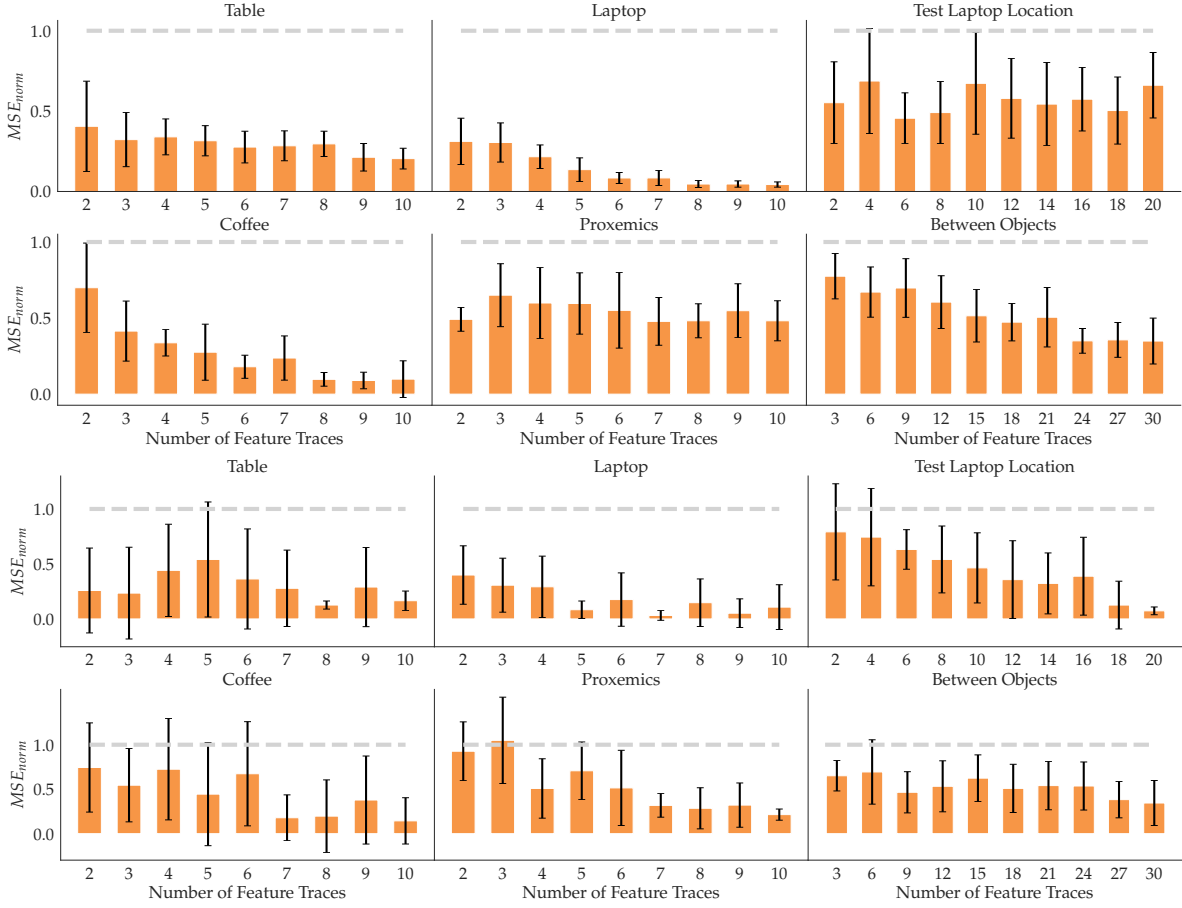 Table Laptop Test Laptop Location
1.0
0.5
0.0
MSEnorm
2 3 4 5 6 7 8 9 10 2 3 4 5 6 7 8 9 10 2 4 6 8 10 12 14 16 18 20
Coffee Proxemics Between Objects
1.0
0.5
0.0
MSEnorm
2 3 4 5 6 7 8 9 10 2 3 4 5 6 7 8 9 10 3 6 9 12 15 18 21 24 27 30
Number of Feature Traces Number of Feature Traces Number of Feature Traces
Table Laptop Test Laptop Location
1.0
0.5
0.0
MSEnorm
2 3 4 5 6 7 8 9 10 2 3 4 5 6 7 8 9 10 2 4 6 8 10 12 14 16 18 20
Coffee Proxemics Between Objects
1.0
0.5
0.0
MSEnorm
2 3 4 5 6 7 8 9 10 2 3 4 5 6 7 8 9 10 3 6 9 12 15 18 21 24 27 30
Number of Feature Traces Number of Feature Traces Number of Feature Traces